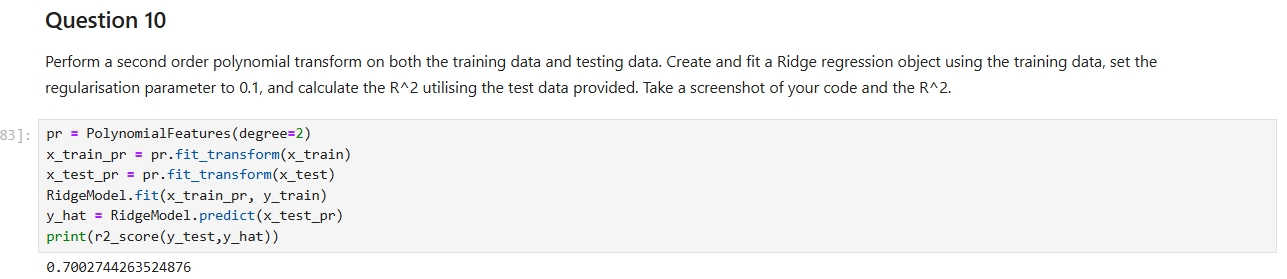 Question 10
Perform a second order polynomial transform on both the training data and testing data. Create and fit a Ridge regression object using the training data, set the
regularisation parameter to 0.1, and calculate the R^2 utilising the test data provided. Take a screenshot of your code and the R^2.
83]: pr = PolynomialFeatures(degree=2)
x_train_pr = pr.fit_transform(x_train)
x_test_pr = pr.fit_transform(x_test)
RidgeModel.fit(x_train_pr, y_train)
y_hat = RidgeModel.predict(x_test_pr)
print(r2_score(y_test,y_hat))
0.7002744263524876